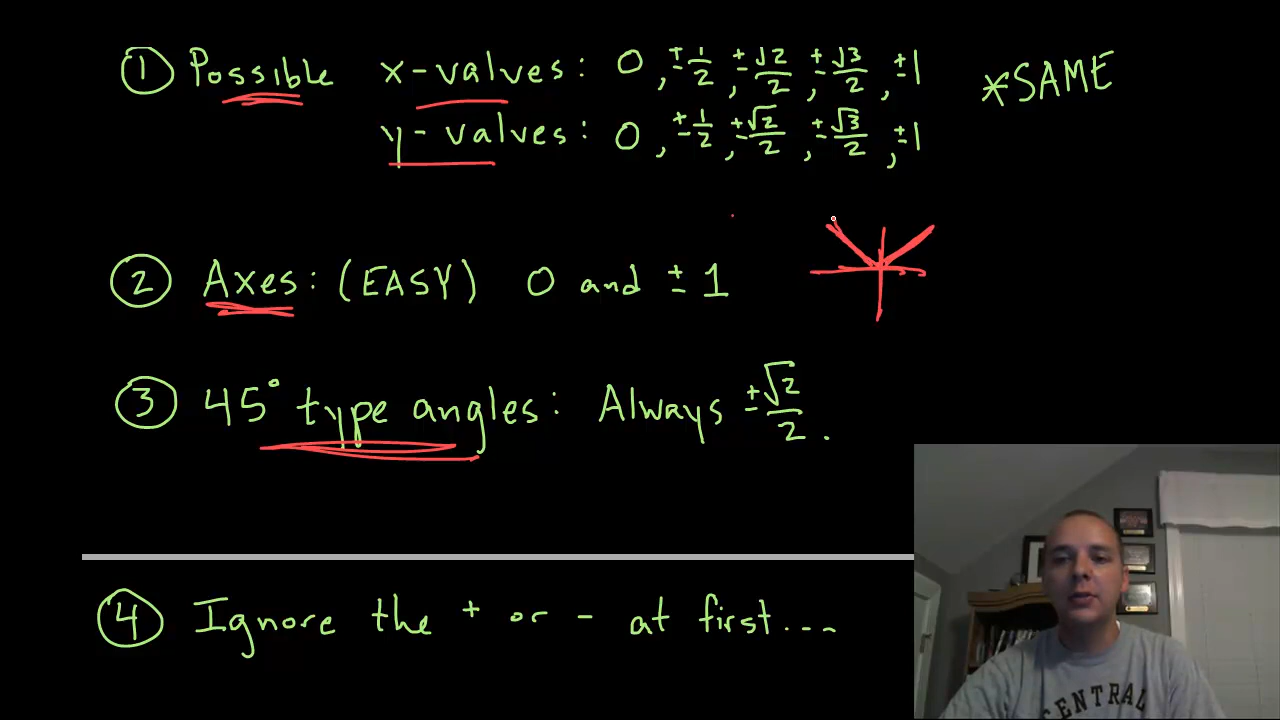 ① Possible x-values: 0, ±1/2, ±√2/2, ±√3/2, ±1 *SAME
y-values: 0, ±1/2, ±√2/2, ±√3/2, ±1
② Axes: (EASY) 0 and ±1
③ 45° type angles: Always ±√2/2.
④ Ignore the + or - at first...
CENTRAL